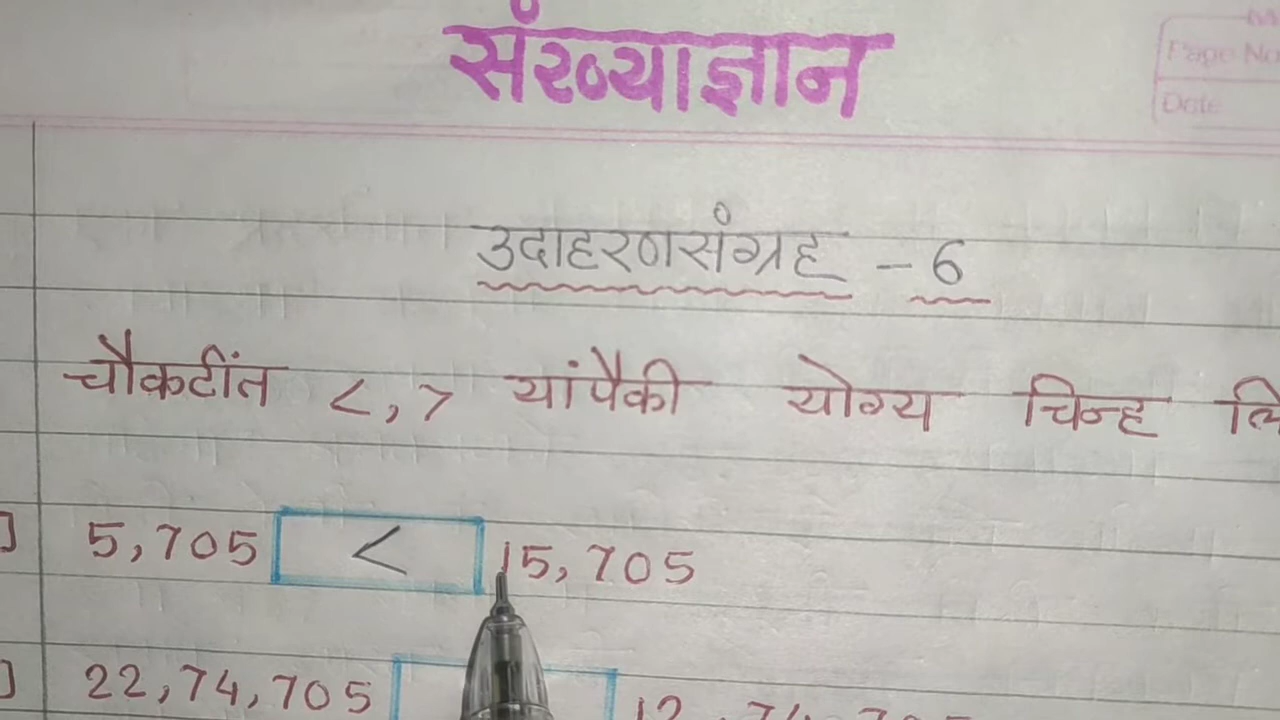 संख्याज्ञान
Page No
Date
उदाहरणसंग्रह - 6
चौकटींत <, > यांपैकी योग्य चिन्ह
5,705 < 15,705
22,74,705